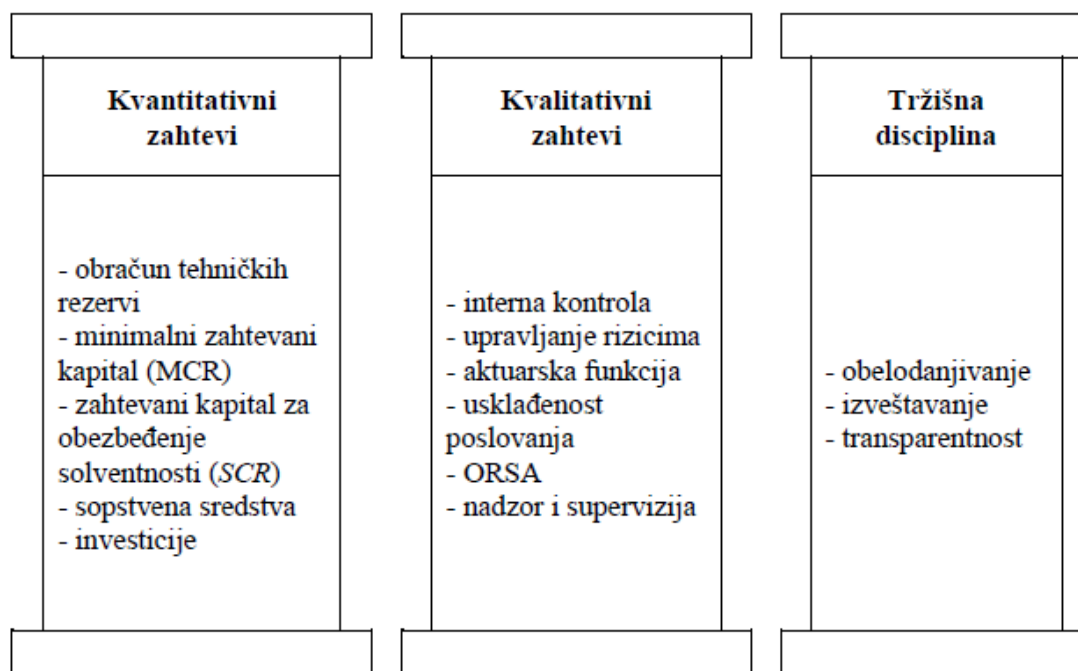 Kvantitativni
zahtevi
- obračun tehničkih
rezervi
- minimalni zahtevani
kapital (MCR)
- zahtevani kapital za
obezbeđenje
solventnosti (SCR)
- sopstvena sredstva
- investicije
Kvalitativni
zahtevi
- interna kontrola
- upravljanje rizicima
- aktuarska funkcija
- usklađenost
poslovanja
- ORSA
- nadzor i supervizija
Tržišna
disciplina
- obelodanjivanje
- izveštavanje
- transparentnost